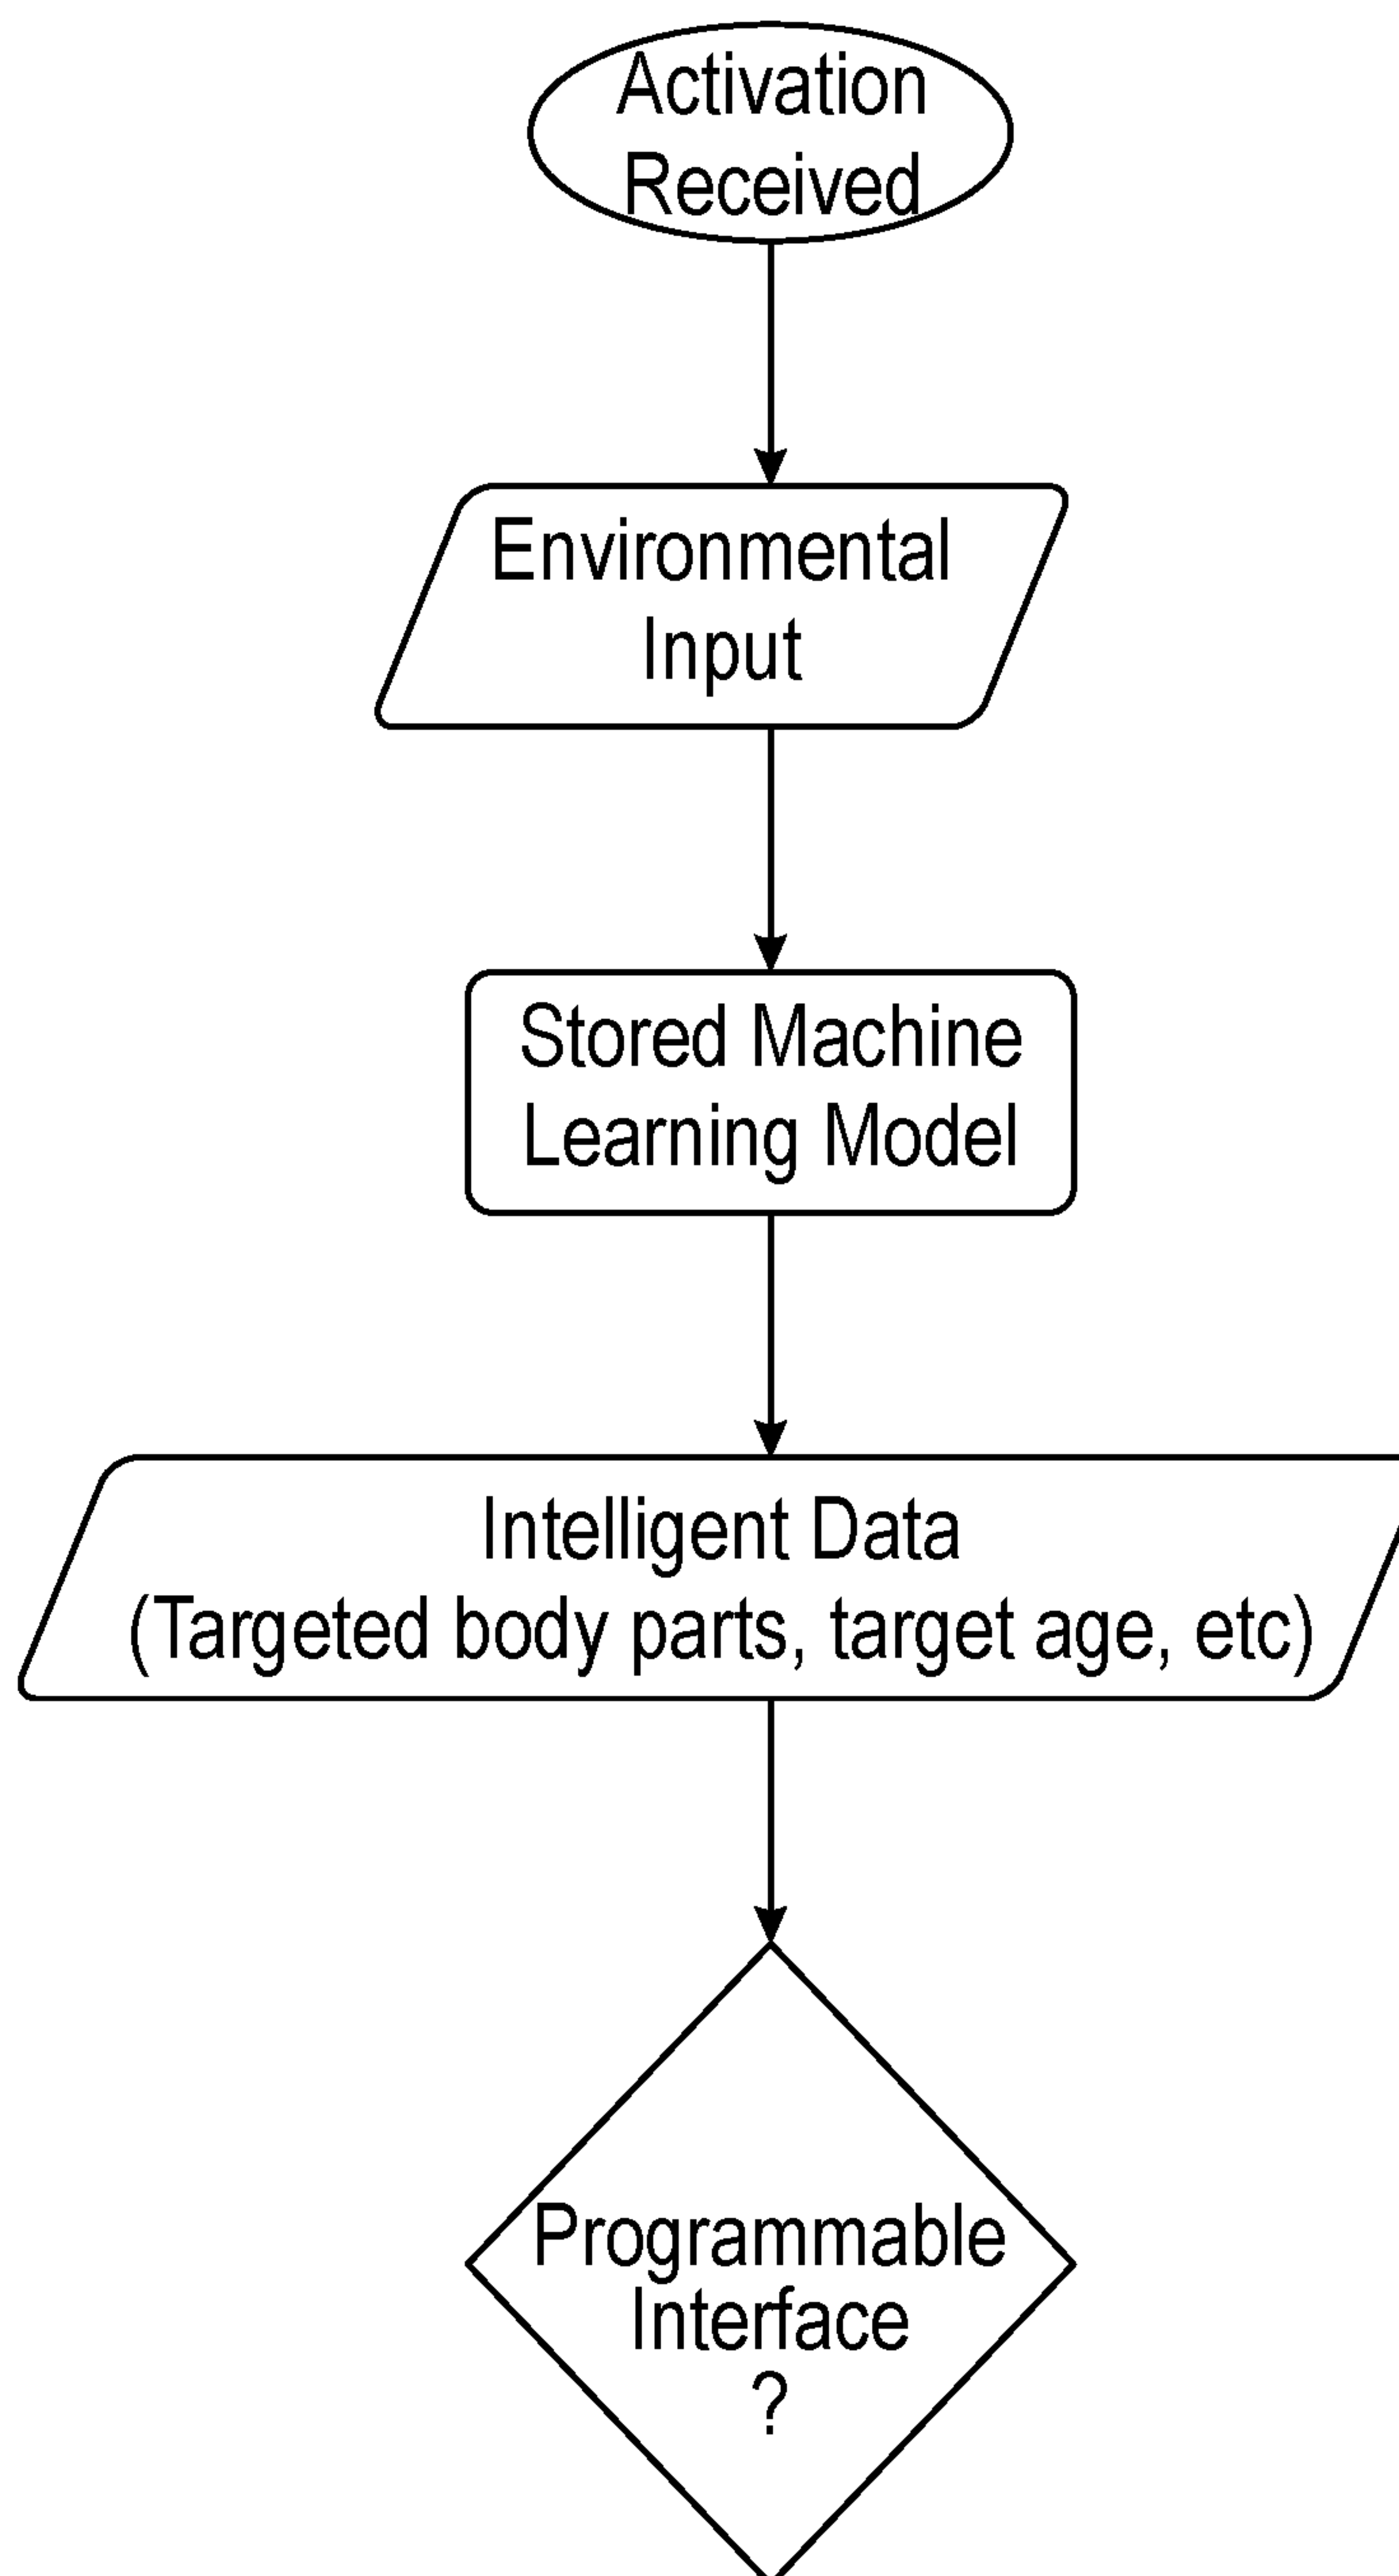 Activation
Received
Environmental
Input
Stored Machine
Learning Model
Intelligent Data
(Targeted body parts, target age, etc)
Programmable
Interface
?